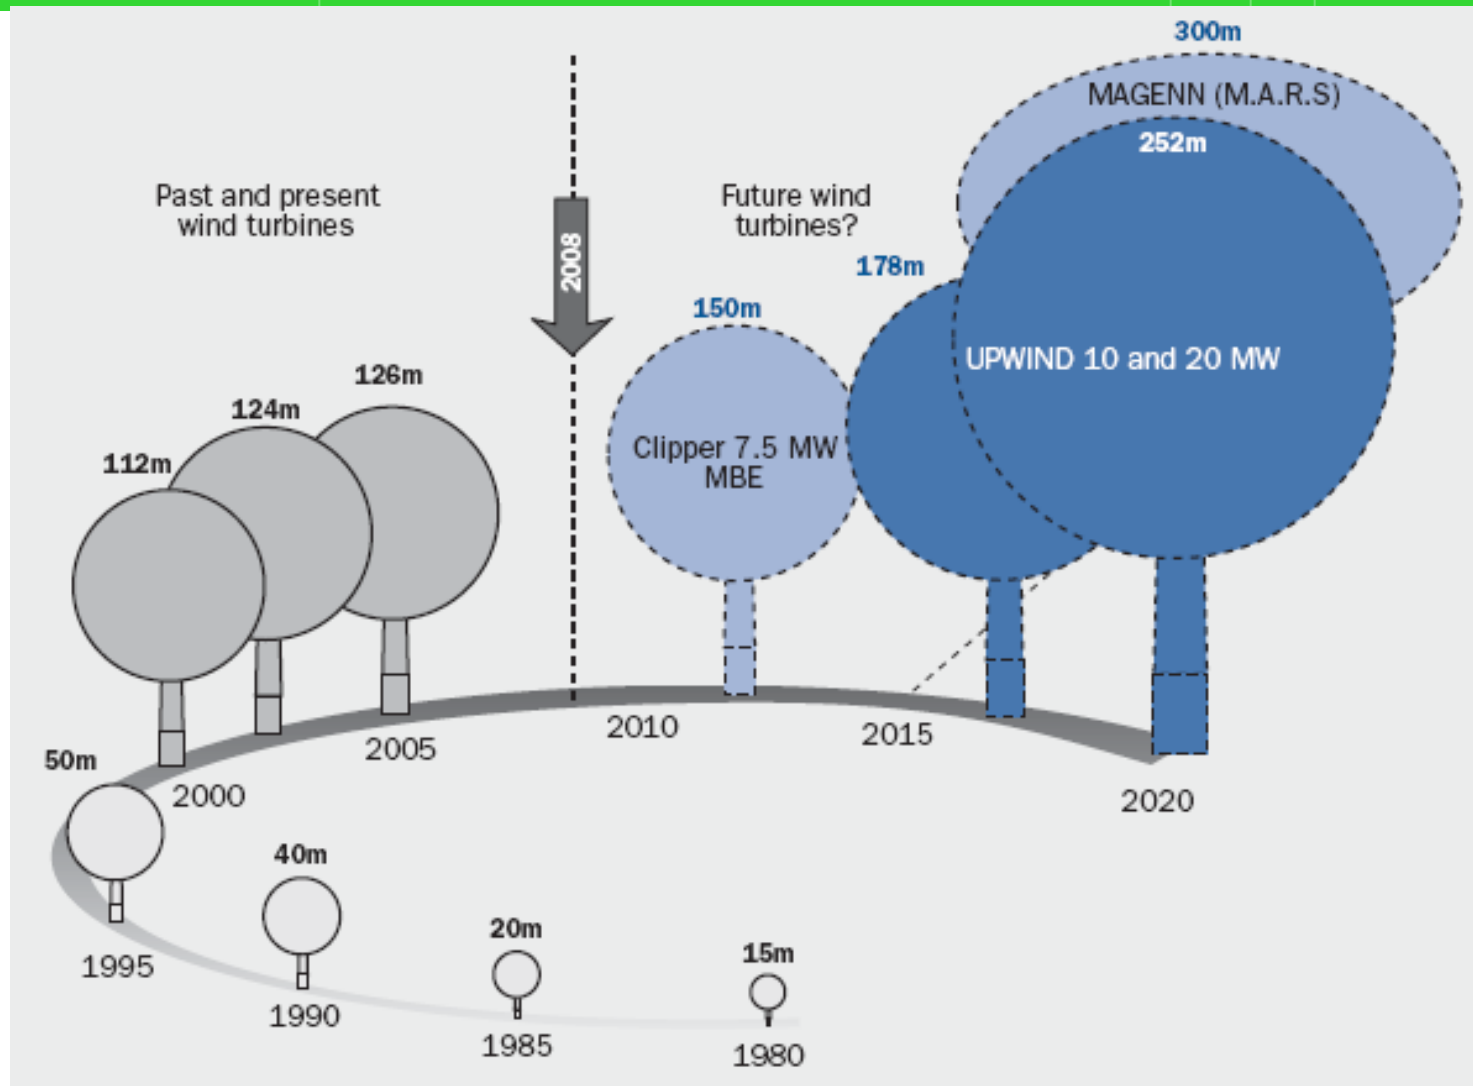 300m
MAGENN (M.A.R.S)
252m
Past and present
wind turbines
2008
Future wind
turbines?
178m
150m
UPWIND 10 and 20 MW
126m
124m
112m
Clipper 7.5 MW
MBE
2010
2015
2005
50m
2000
2020
40m
20m
15m
1995
1990
1985
1980